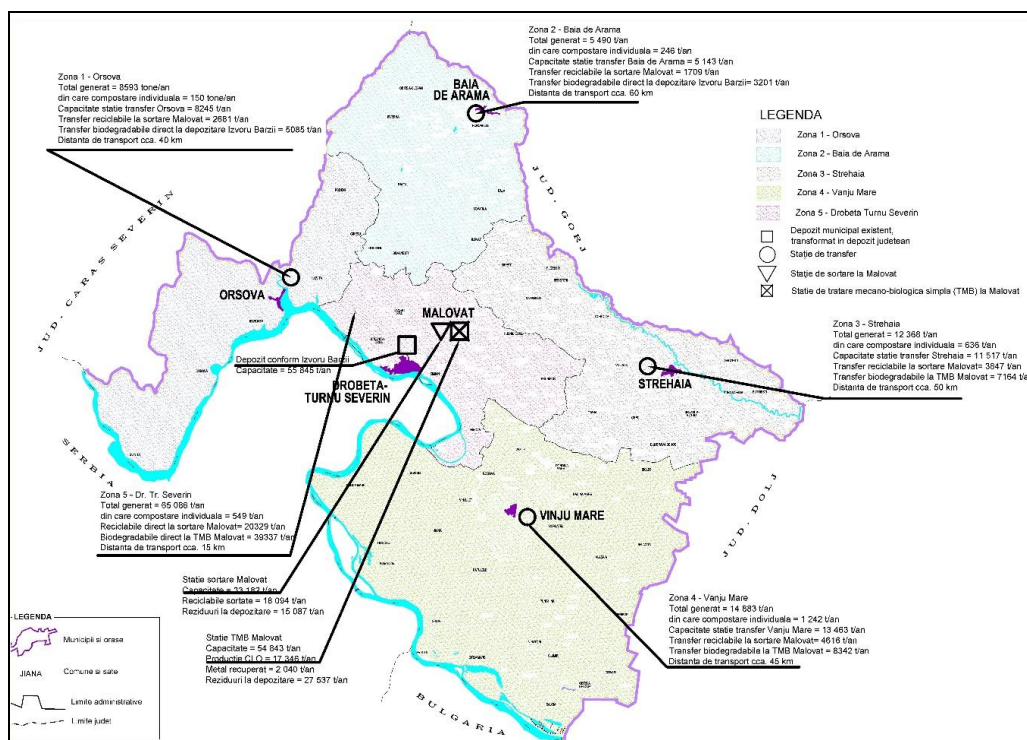 Zona 2 - Baia de Arama
Total generat = 5 490 t/an
din care compostare individuala = 246 t/an
Capacitate statie transfer Baia de Arama = 5 143 t/an
Transfer reciclabile la sortare Malovat = 1709 t/an
Transfer biodegradabile direct la depozitare Izvoru Barzii= 3201 t/an
Distanta de transport cca. 60 km
Zona 1 - Orsova
Total generat = 8593 tone/an
din care compostare individuala = 150 tone/an
Capacitate statie transfer Orsova = 8245 t/an
Transfer reciclabile la sortare Malovat = 2681 t/an
Transfer biodegradabile direct la depozitare Izvoru Barzii = 5085 t/an
Distanta de transport cca. 40 km
BAIA
DE ARAMA
LEGENDA
Zona 1 - Orsova
Zona 2 - Baia de Arama
Zona 3 - Strehaia
Zona 4 - Vanju Mare
Zona 5 - Drobeta Turnu Severin
Depozit municipal existent,
transformat in depozit judetean
Stație de transfer
Stație de sortare la Malovat
Statie de tratare mecano-biologica simpla (TMB) la Malovat
JUD. GORJ
JUD. CARAS SEVERIN
ORSOVA
MALOVAT
Depozit conform Izvoru Barzii
Capacitate = 55 845 t/an
DROBETA-
TURNU SEVERIN
STREHAIA
Zona 3 - Strehaia
Total generat = 12 368 t/an
din care compostare individuala = 636 t/an
Capacitate statie transfer Strehaia = 11 517 t/an
Transfer reciclabile la sortare Malovat= 3847 t/an
Transfer biodegradabile la TMB Malovat= 7164 t/an
Distanta de transport cca. 50 km
SERBIA
JUD. DOLJ
Zona 5 - Dr. Tr. Severin
Total generat = 65 086 t/an
din care compostare individuala = 549 t/an
Reciclabile direct la sortare Malovat= 20329 t/an
Biodegradabile direct la TMB Malovat = 39337 t/an
Distanta de transport cca. 15 km
VINJU MARE
Statie sortare Malovat
Capacitate = 33 182 t/an
Reciclabile sortate = 18 094 t/an
Reziduuri la depozitare = 15 087 t/an
Statie TMB Malovat
Capacitate = 54 843 t/an
Productie CLO = 17 346 t/an
Metal recuperat = 2 040 t/an
Reziduuri la depozitare = 27 537 t/an
Zona 4 - Vanju Mare
Total generat = 14 883 t/an
din care compostare individuala = 1 242 t/an
Capacitate statie transfer Vanju Mare = 13 463 t/an
Transfer reciclabile la sortare Malovat= 4616 t/an
Transfer biodegradabile la TMB Malovat = 8342 t/an
Distanta de transport cca. 45 km
BULGARIA
LEGENDA
Municipii si orase
JIANA
Comune si sate
Limite administrative
Limite judet